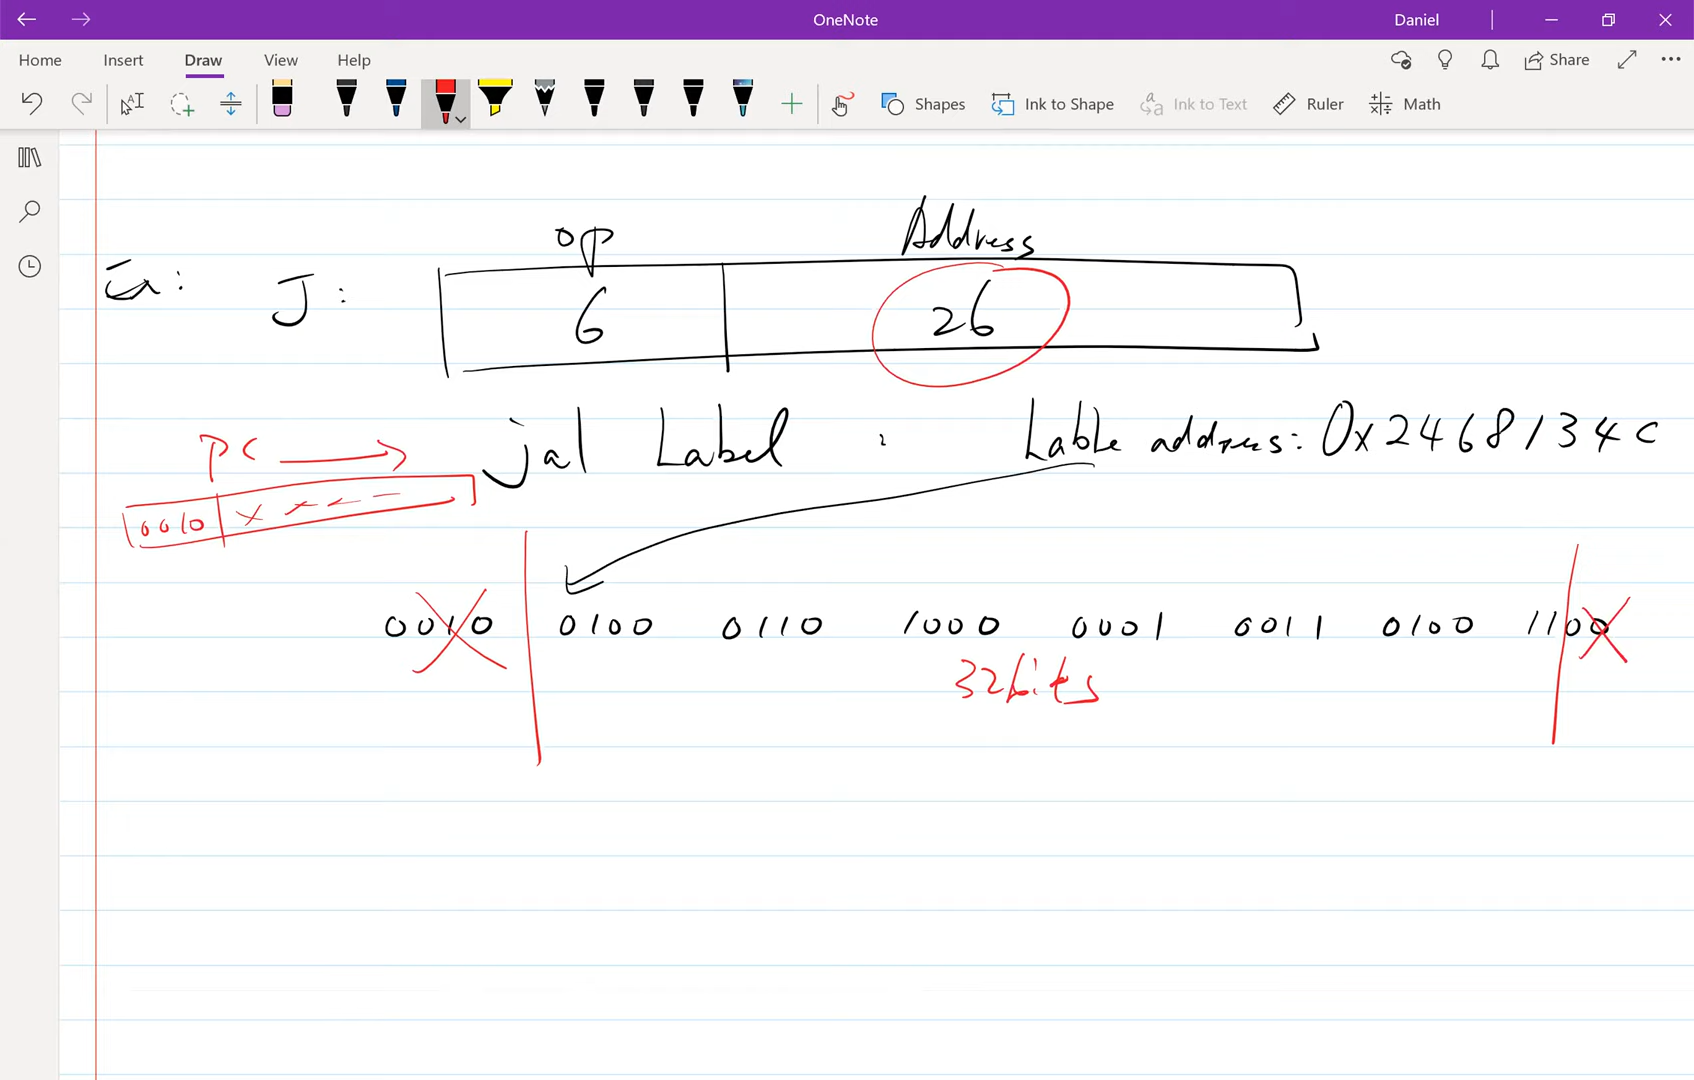 OneNote
Daniel
Home Insert Draw View Help
Share
Shapes Ink to Shape Ink to Text Ruler Math
op Address
Ex: J: 6 26
jal Label : Lable address: 0x2468134C
PC
0010 x
0010 0100 0110 1000 0001 0011 0100 1100
32bits